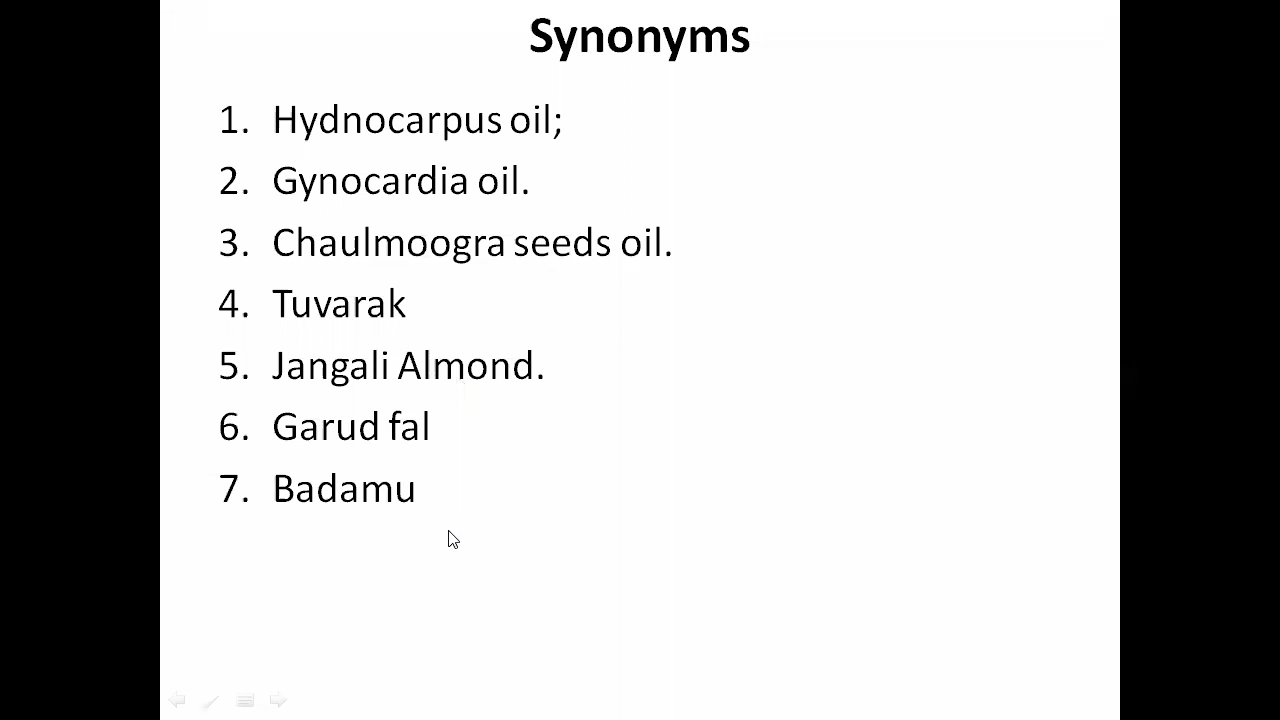 Synonyms
1. Hydnocarpus oil;
2. Gynocardia oil.
3. Chaulmoogra seeds oil.
4. Tuvarak
5. Jangali Almond.
6. Garud fal
7. Badamu